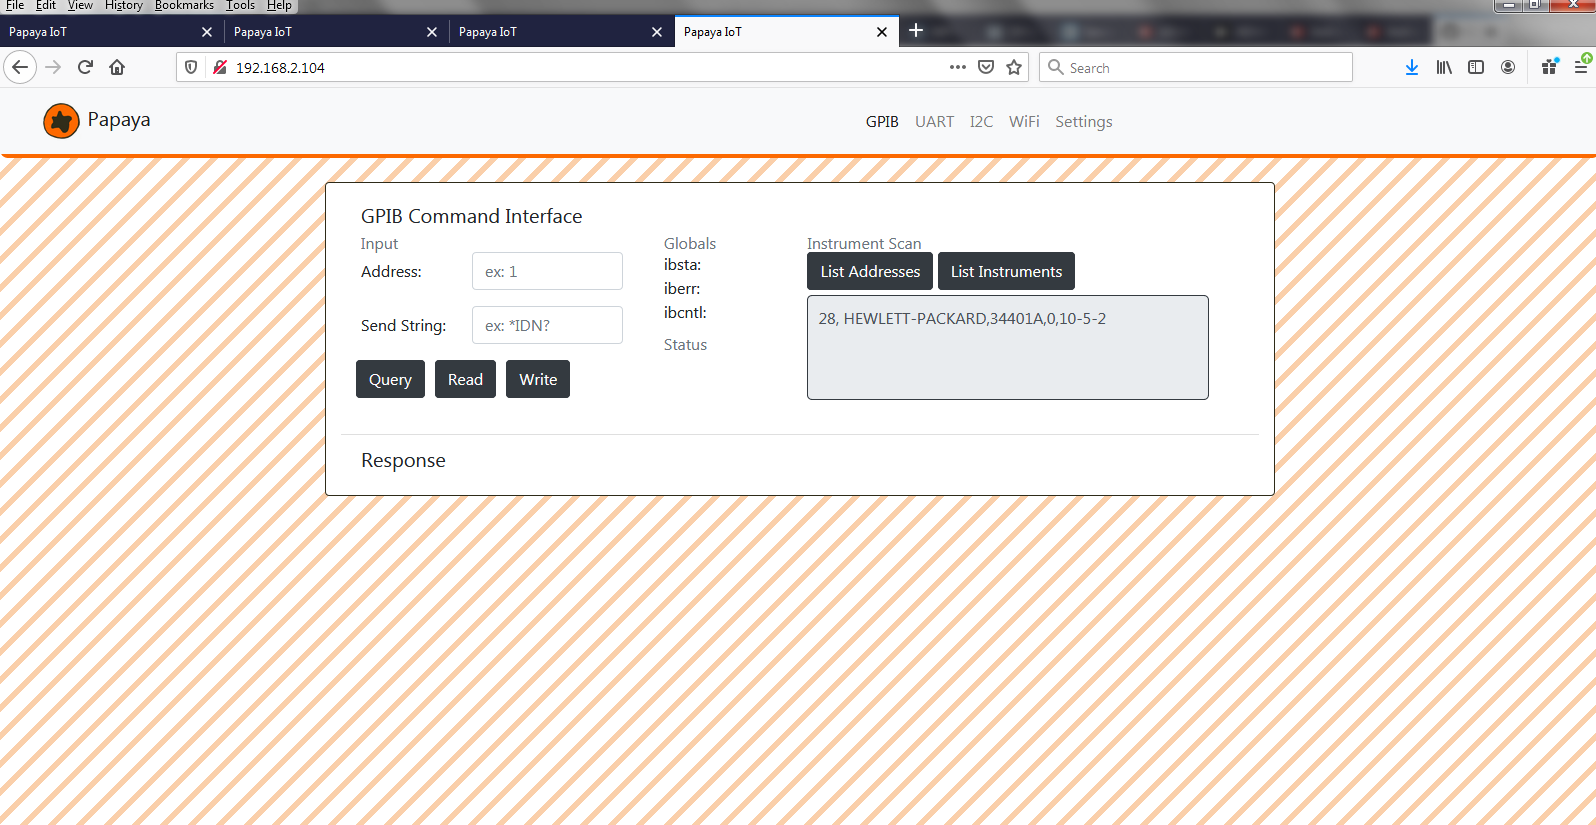 File Edit View History Bookmarks Tools Help
Papaya IoT Papaya IoT Papaya IoT Papaya IoT
192.168.2.104 Search
Papaya GPIB UART I2C WiFi Settings
GPIB Command Interface
Input Globals Instrument Scan
Address: ex: 1 ibsta: List Addresses List Instruments
iberr:
ibcntl:
28, HEWLETT-PACKARD,34401A,0,10-5-2
Send String: ex: *IDN?
Status
Query Read Write
Response